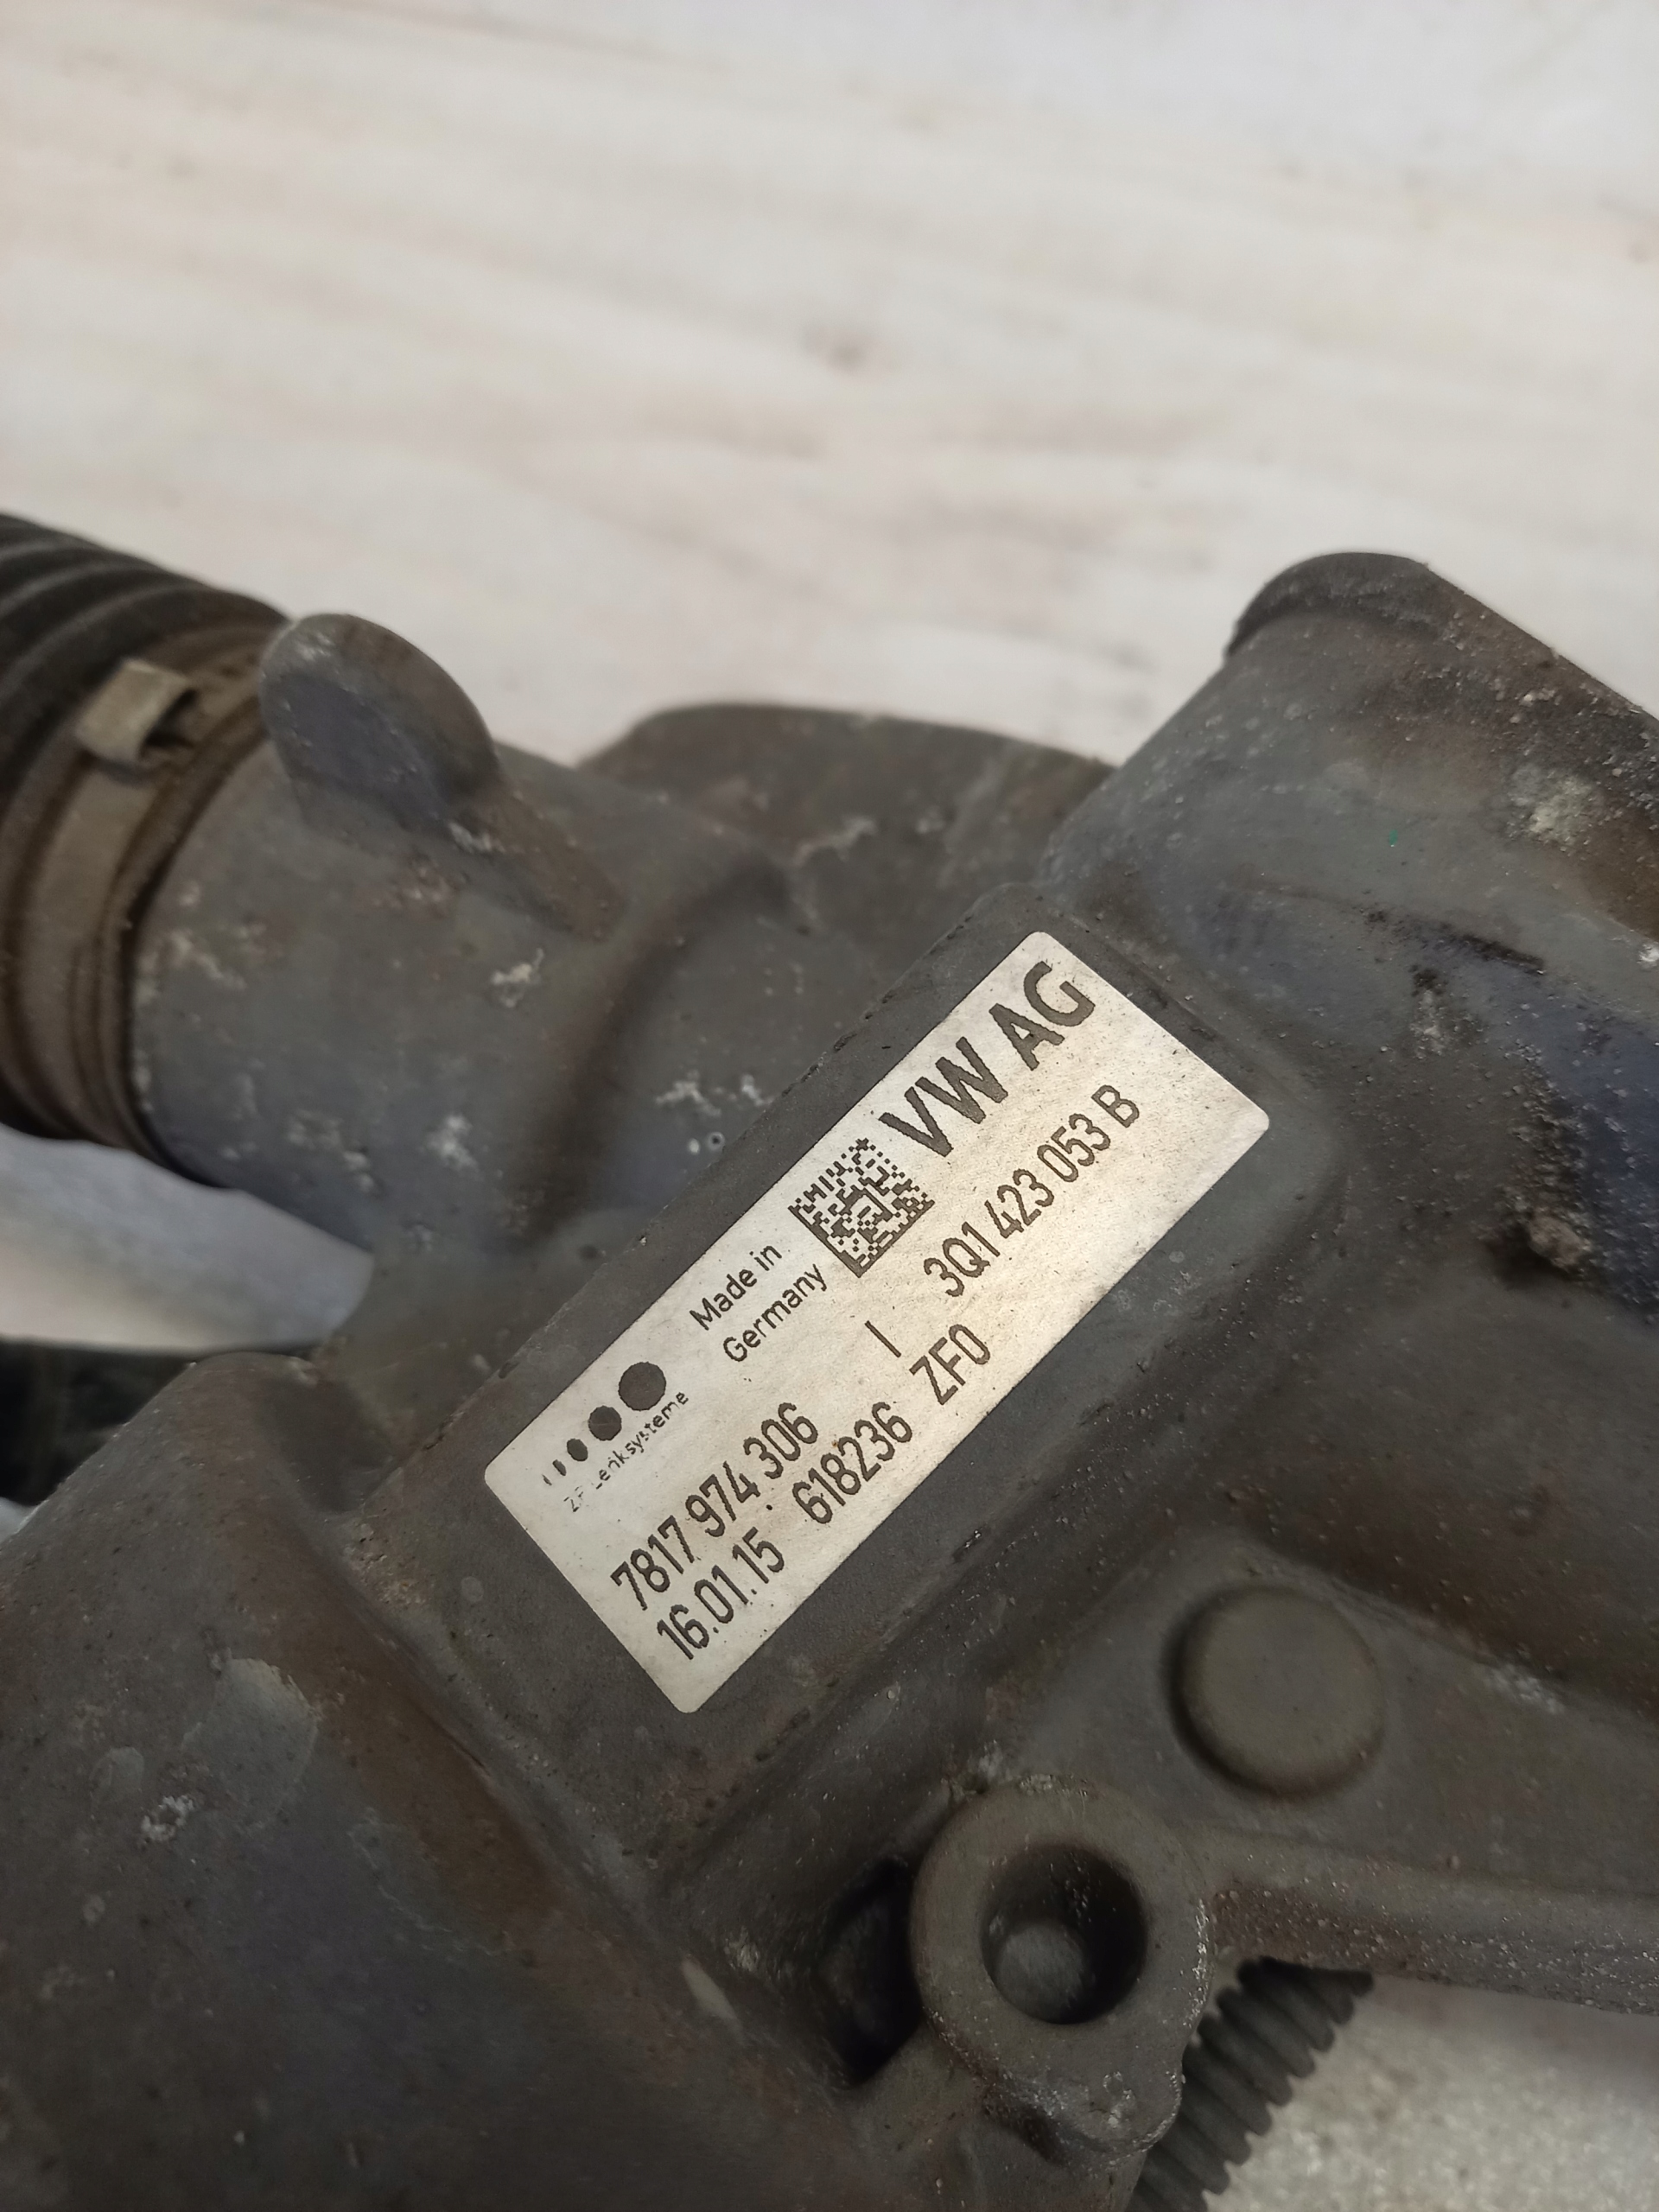 VW AG
Made in
Germany
ZF Lenksysteme
I 3Q1 423 053 B
7817 974 306
16.01.15 618236 ZF0